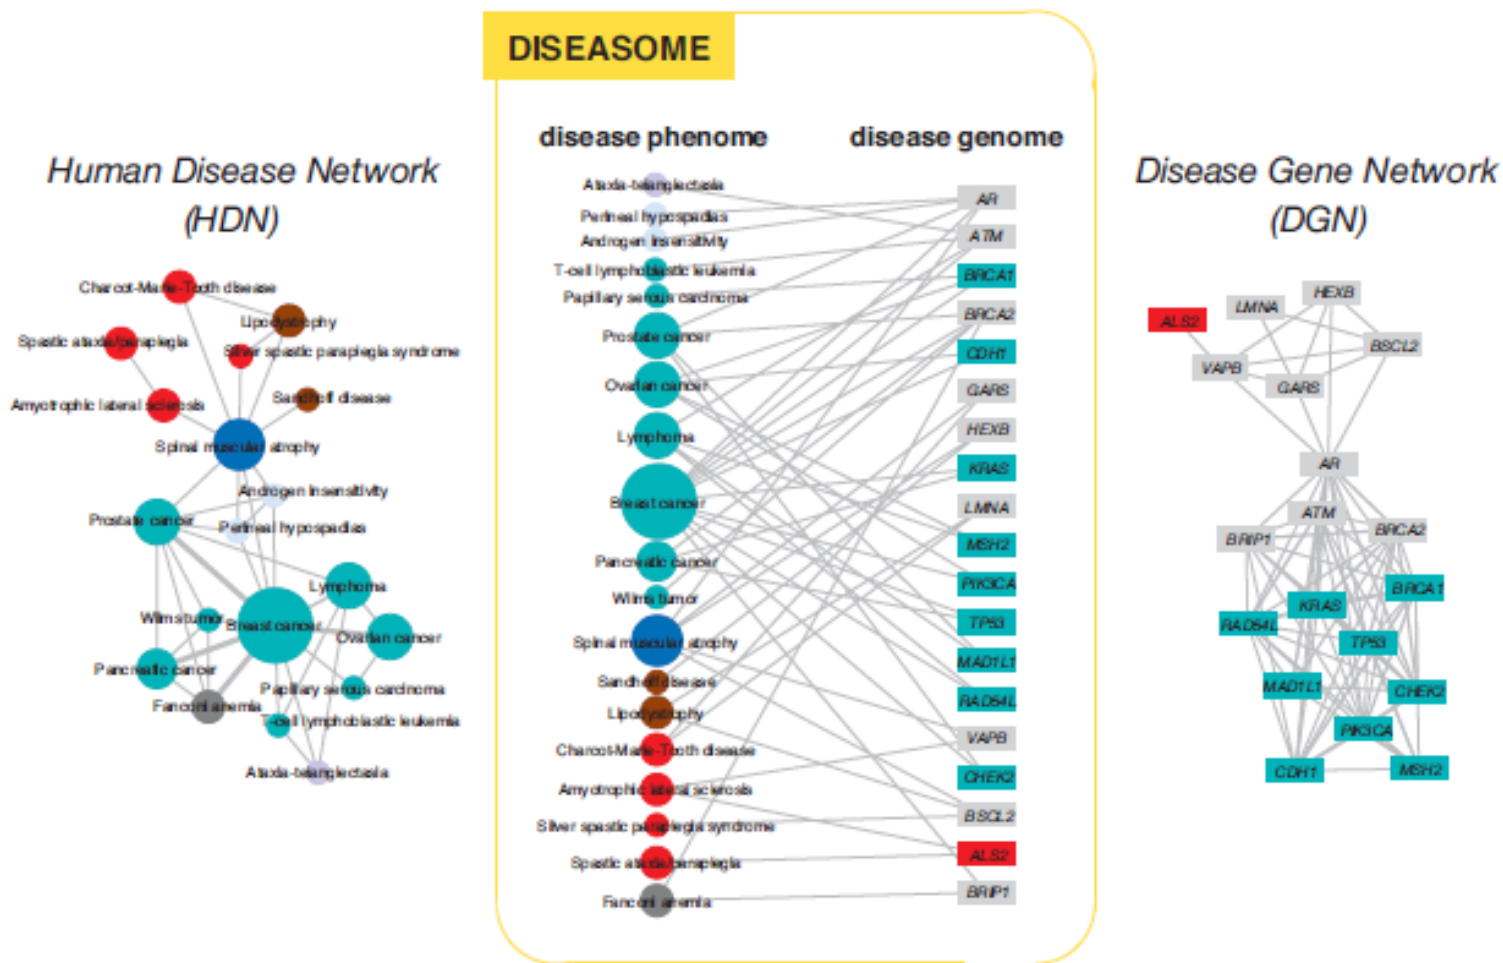 DISEASOME
Human Disease Network
(HDN)
Charcot-Marie-Tooth disease
Lipodystrophy
Spastic ataxia/paraplegia
Silver spastic paraplegia syndrome
Amyotrophic lateral sclerosis
Sandhoff disease
Spinal muscular atrophy
Androgen insensitivity
Prostate cancer
Perineal hypospadias
Lymphoma
Wilms tumor
Breast cancer
Ovarian cancer
Pancreatic cancer
Papillary serous carcinoma
Fanconi anemia
T-cell lymphoblastic leukemia
Ataxia-telangiectasia
disease phenome
Ataxia-telangiectasia
Perineal hypospadias
Androgen insensitivity
T-cell lymphoblastic leukemia
Papillary serous carcinoma
Prostate cancer
Ovarian cancer
Lymphoma
Breast cancer
Pancreatic cancer
Wilms tumor
Spinal muscular atrophy
Sandhoff disease
Lipodystrophy
Charcot-Marie-Tooth disease
Amyotrophic lateral sclerosis
Silver spastic paraplegia syndrome
Spastic ataxia/paraplegia
Fanconi anemia
disease genome
AR
ATM
BRCA1
BRCA2
CDH1
GARS
HEXB
KRAS
LMNA
MSH2
PIK3CA
TP53
MAD1L1
RAD54L
VAPB
CHEK2
BSCL2
ALS2
BRIP1
Disease Gene Network
(DGN)
HEXB
LMNA
ALS2
BSCL2
VAPB
GARS
AR
ATM
BRCA2
BRIP1
BRCA1
KRAS
RAD54L
TP53
MAD1L1
CHEK2
PIK3CA
CDH1
MSH2